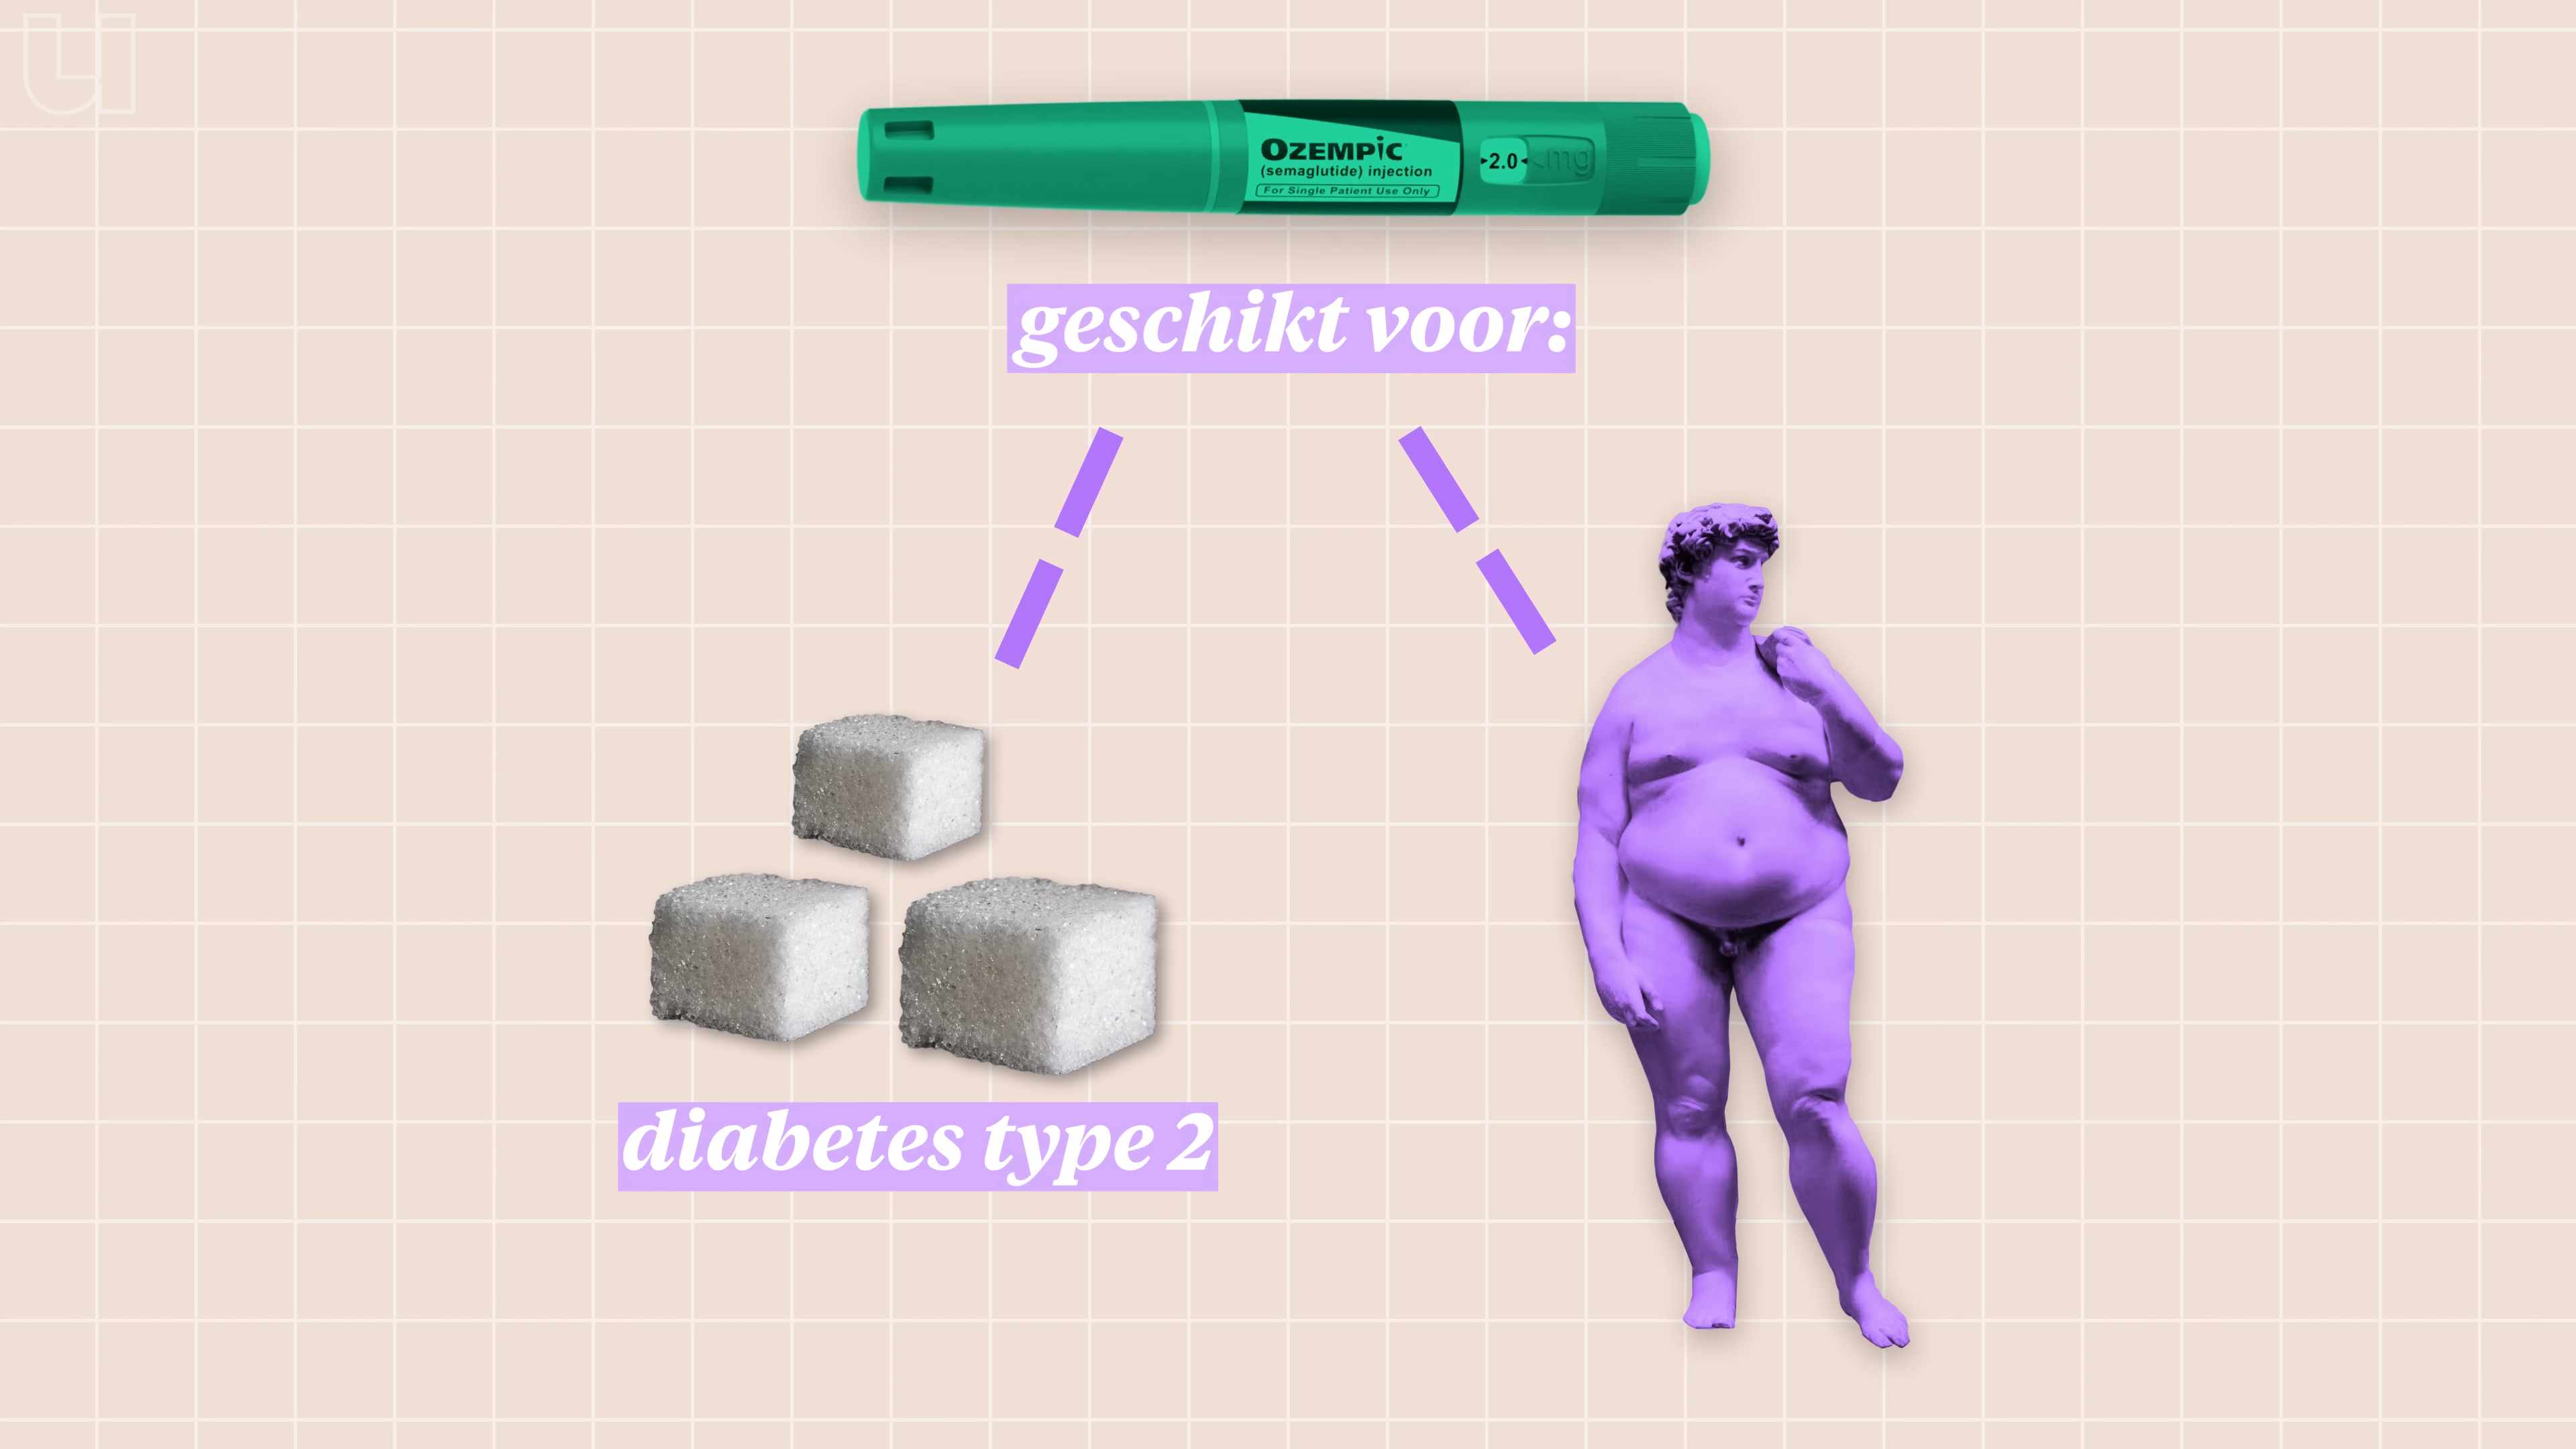 u
OZEMPIC
(semaglutide) injection
For Single Patient Use Only
▸2.0◂ <mg
geschikt voor:
diabetes type 2